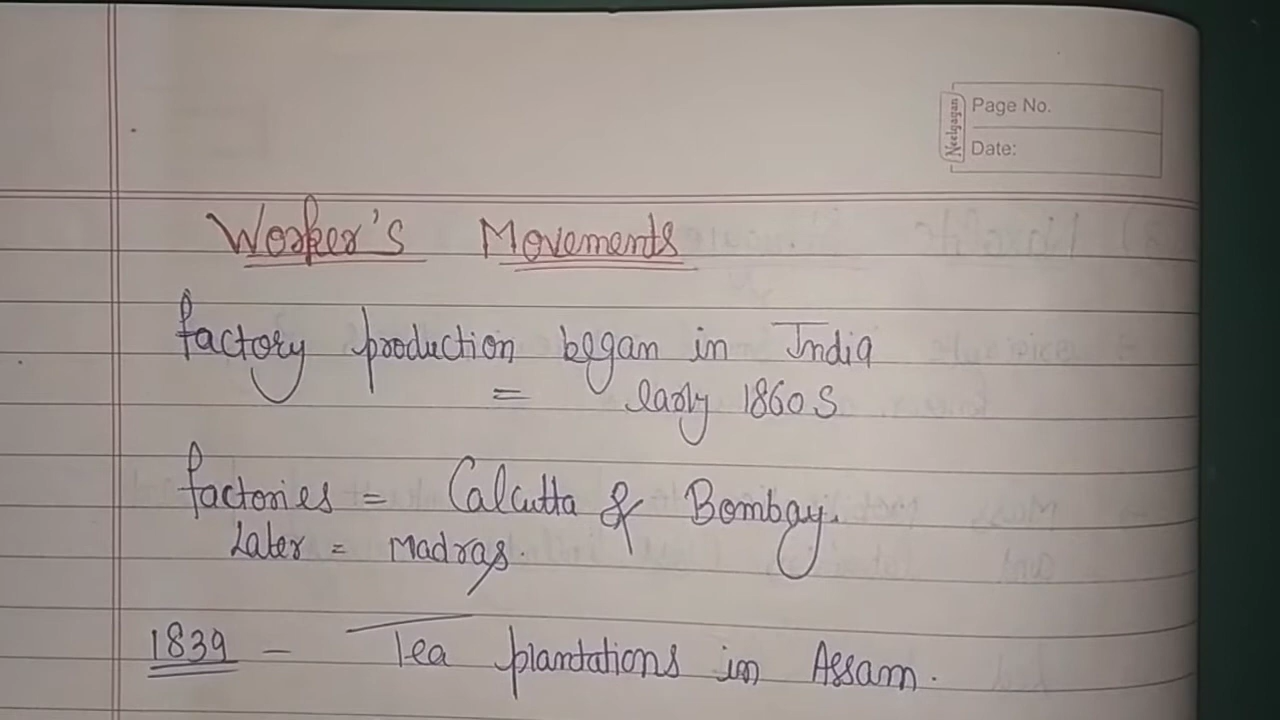 Neelgagan
Page No.
Date:
Worker's Movements
factory production began in India
= early 1860s
factories = Calcutta & Bombay.
Later = Madras.
1839 - Tea plantations in Assam.